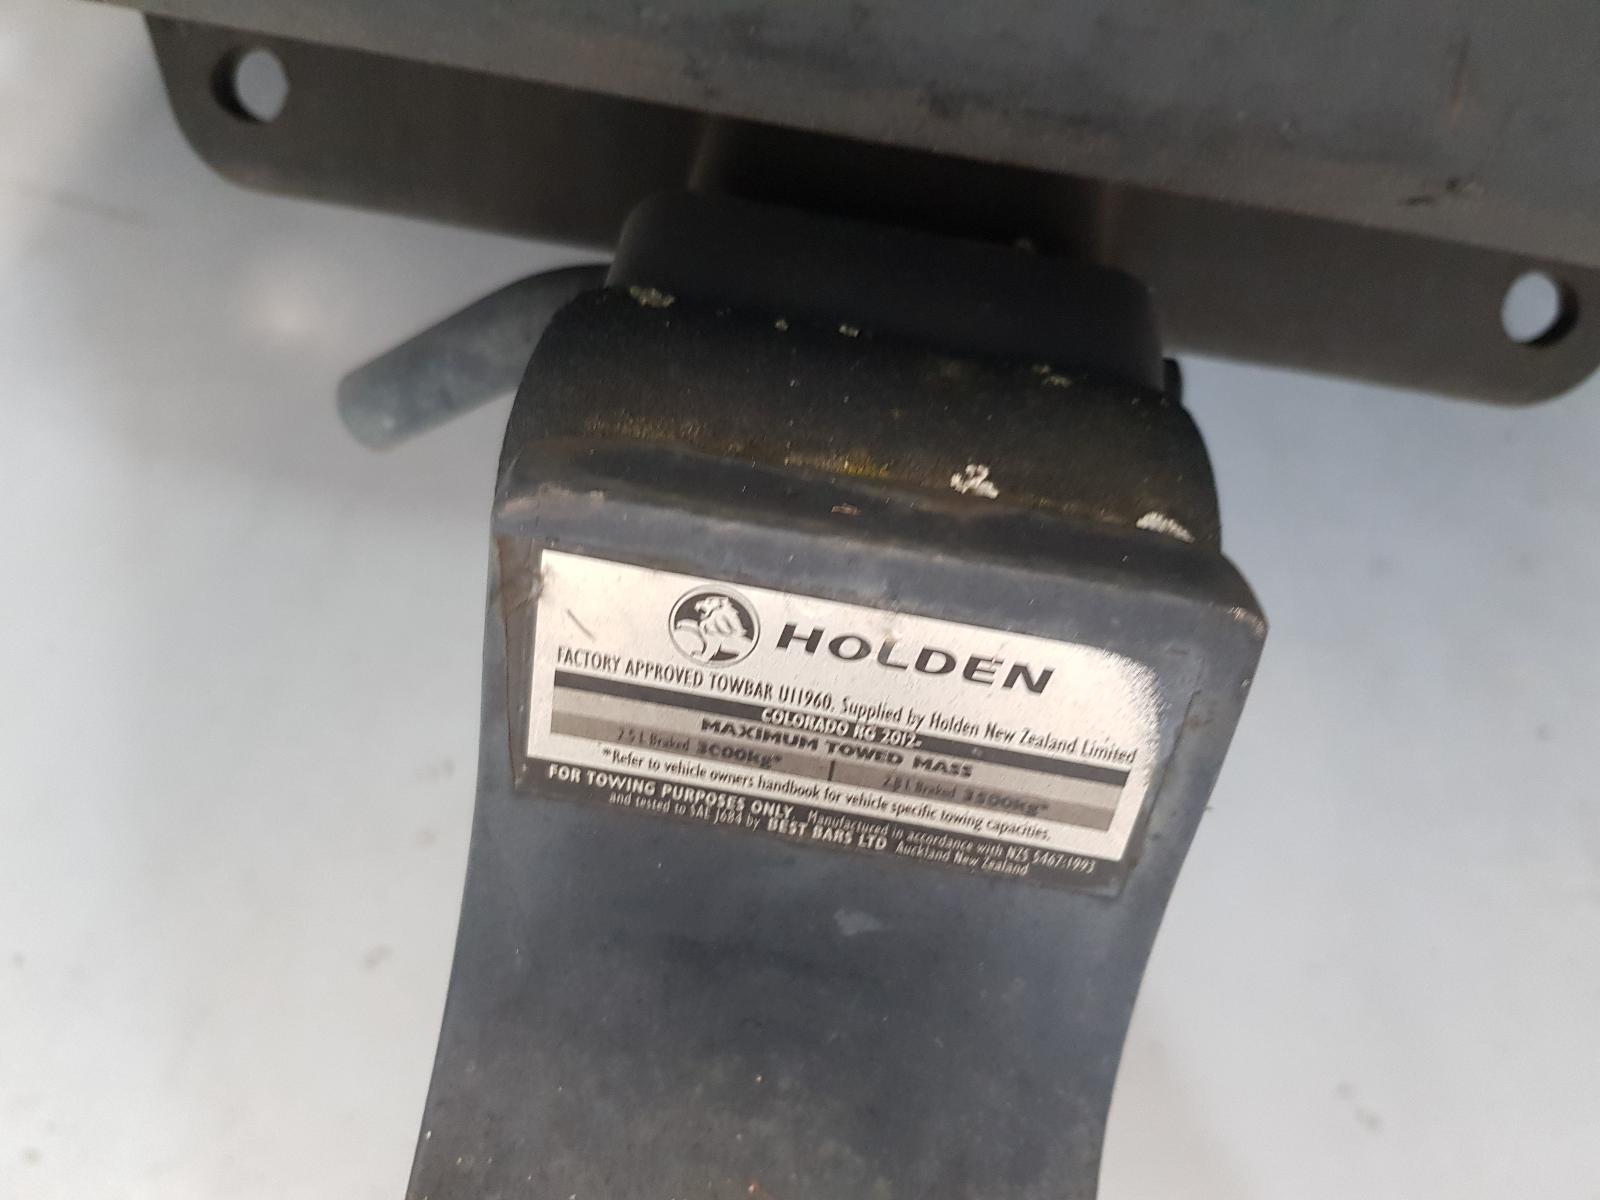 HOLDEN
FACTORY APPROVED TOWBAR U11960. Supplied by Holden New Zealand Limited
COLORADO RG 2012-
MAXIMUM TOWED MASS
2.5 L Braked 3000kg* 2.8 L Braked 3500kg*
*Refer to vehicle owners handbook for vehicle specific towing capacities.
FOR TOWING PURPOSES ONLY. Manufactured in accordance with NZS 5467:1993
and tested to SAE J684 by BEST BARS LTD Auckland New Zealand